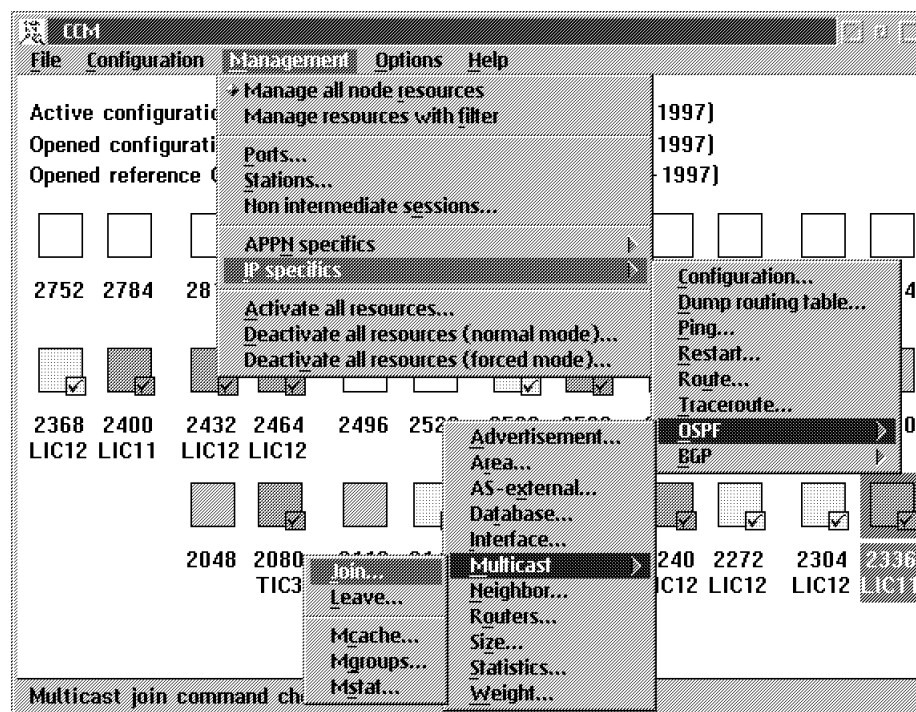 CCM
File Configuration Management Options Help
Manage all node resources
Manage resources with filter
Active configuratio 1997)
Opened configurati 1997)
Opened reference 1997)
Ports...
Stations...
Non intermediate sessions...
APPN specifics
IP specifics
Activate all resources...
Deactivate all resources (normal mode)...
Deactivate all resources (forced mode)...
Configuration...
Dump routing table...
Ping...
Restart...
Route...
Traceroute...
OSPF
BGP
2752 2784 28
2368 2400 2432 2464 2496 252
LIC12 LIC11 LIC12 LIC12
Advertisement...
Area...
AS-external...
Database...
Interface...
Multicast
Neighbor...
Routers...
Size...
Statistics...
Weight...
2048 2080 240 2272 2304 2336
TIC3 IC12 LIC12 LIC12 LIC11
Join...
Leave...
Mcache...
Mgroups...
Mstat...
Multicast join command ch